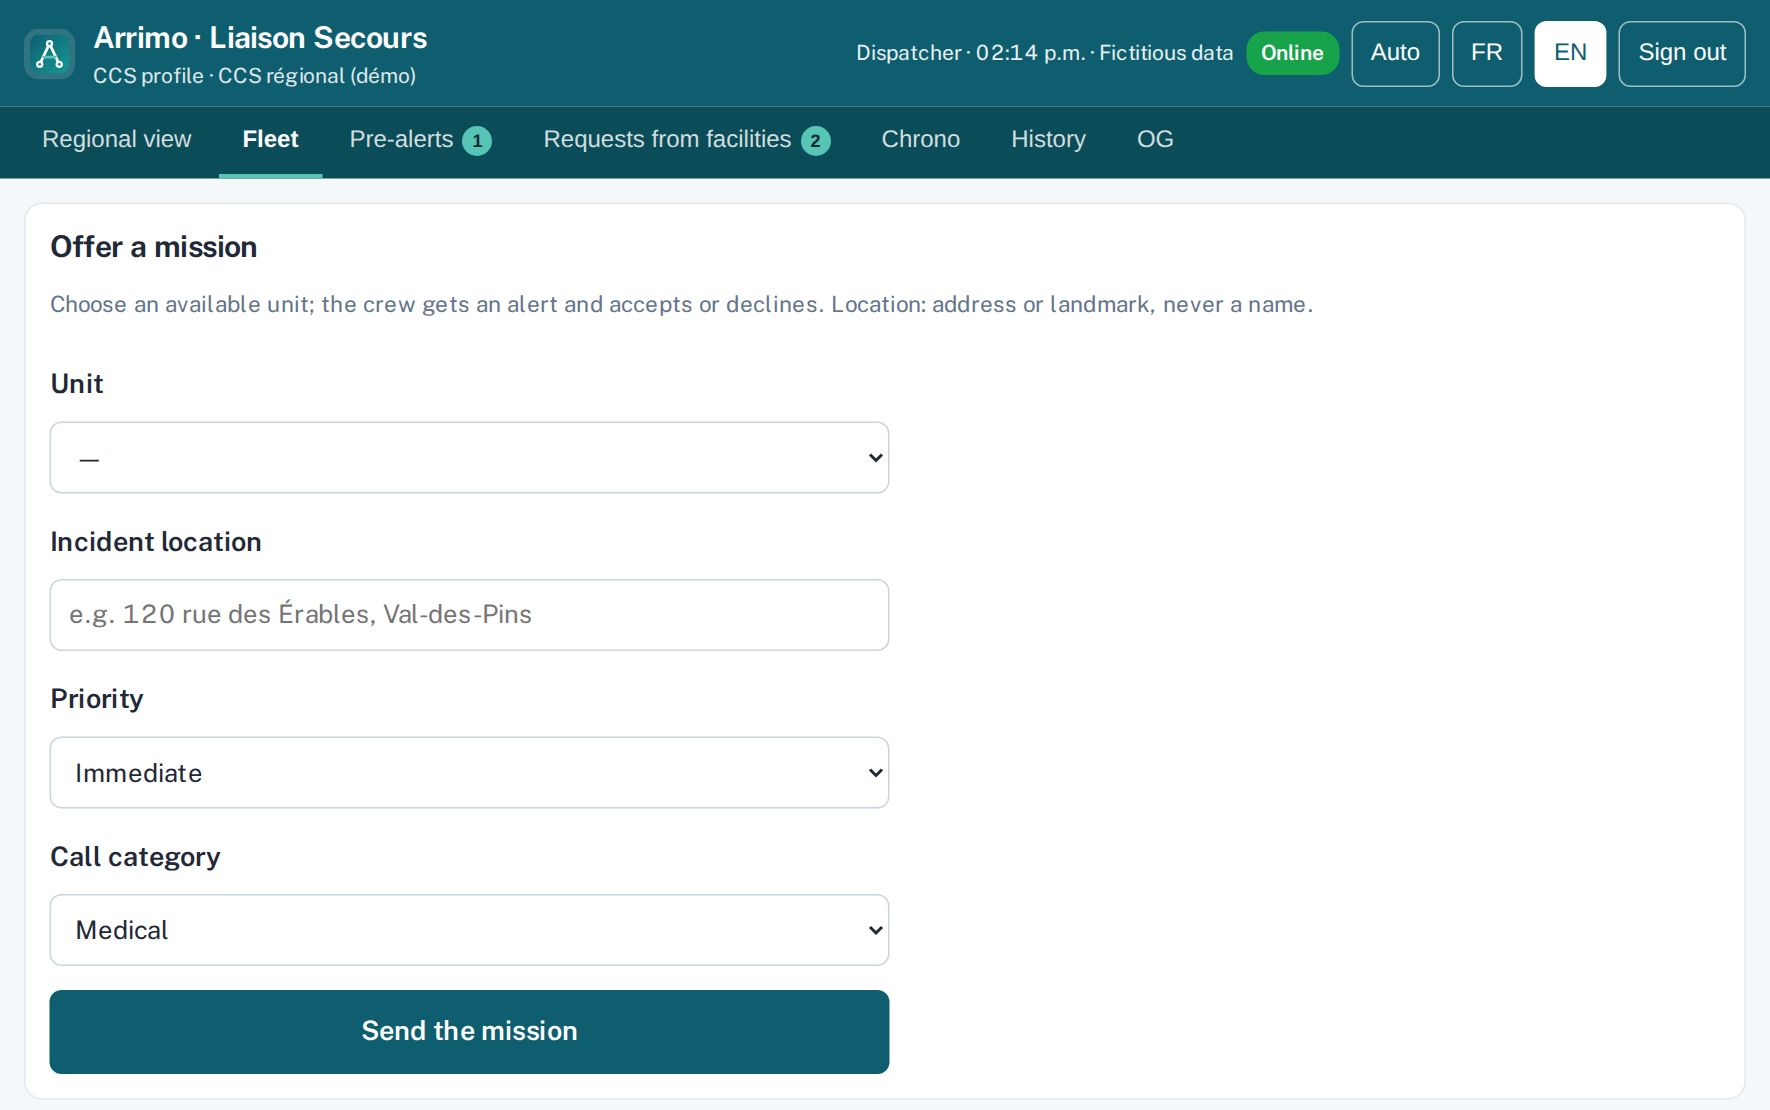 Arrimo · Liaison Secours
CCS profile · CCS régional (démo)
Dispatcher · 02:14 p.m. · Fictitious data
Online
Auto
FR
EN
Sign out
Regional view
Fleet
Pre-alerts 1
Requests from facilities 2
Chrono
History
OG
Offer a mission
Choose an available unit; the crew gets an alert and accepts or declines. Location: address or landmark, never a name.
Unit
—
Incident location
e.g. 120 rue des Érables, Val-des-Pins
Priority
Immediate
Call category
Medical
Send the mission